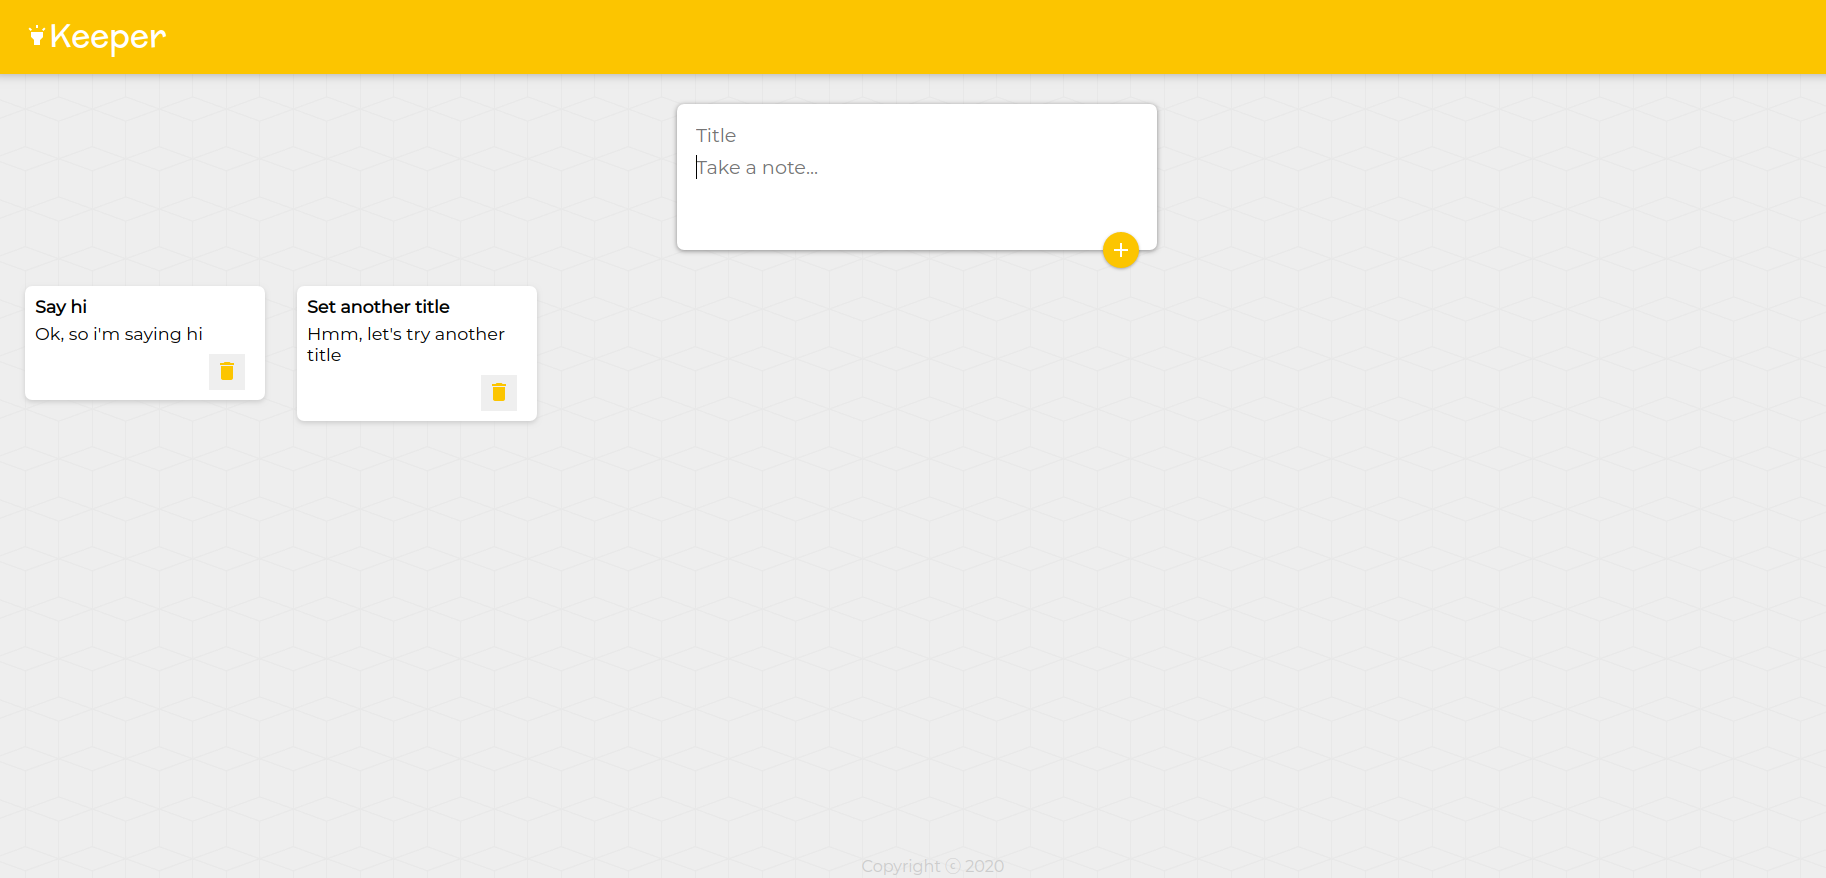 Keeper
Title
Take a note...
Say hi
Ok, so i'm saying hi
Set another title
Hmm, let's try another
title
Copyright ⓒ 2020